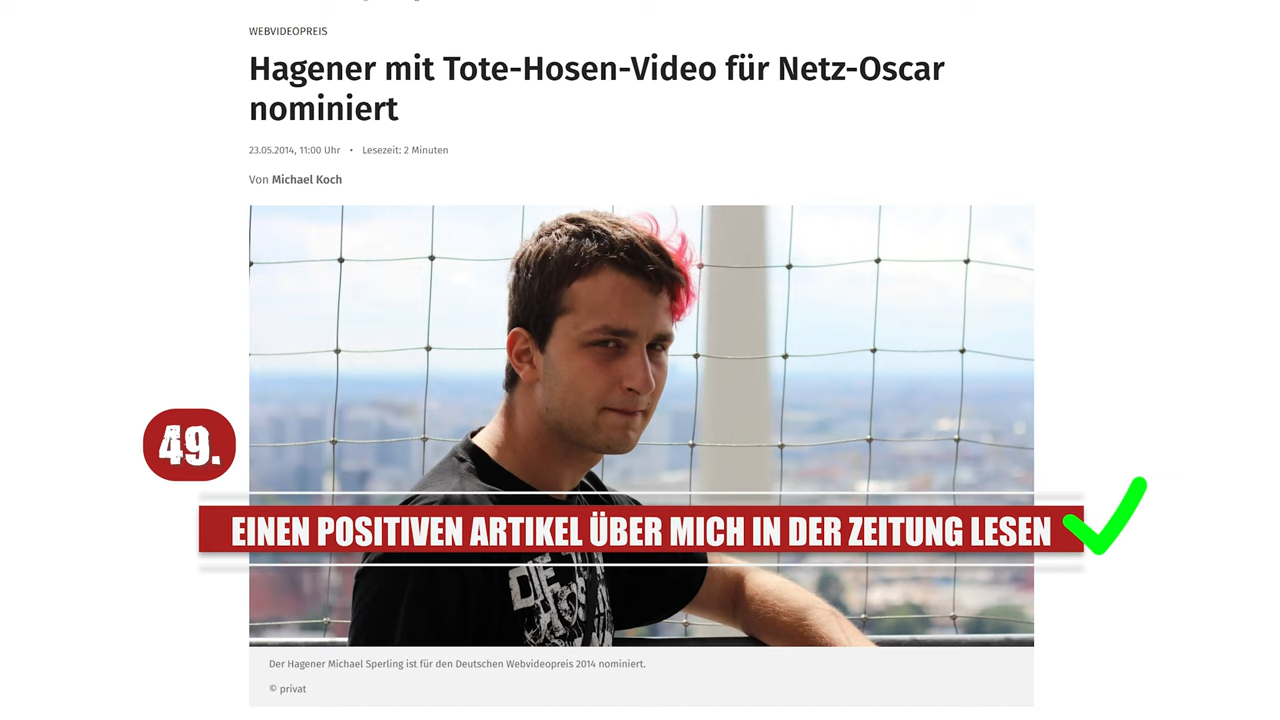 WEBVIDEOPREIS
Hagener mit Tote-Hosen-Video für Netz-Oscar
nominiert
23.05.2014, 11:00 Uhr • Lesezeit: 2 Minuten
Von Michael Koch
49.
EINEN POSITIVEN ARTIKEL ÜBER MICH IN DER ZEITUNG LESEN
DIE
Der Hagener Michael Sperling ist für den Deutschen Webvideopreis 2014 nominiert.
© privat